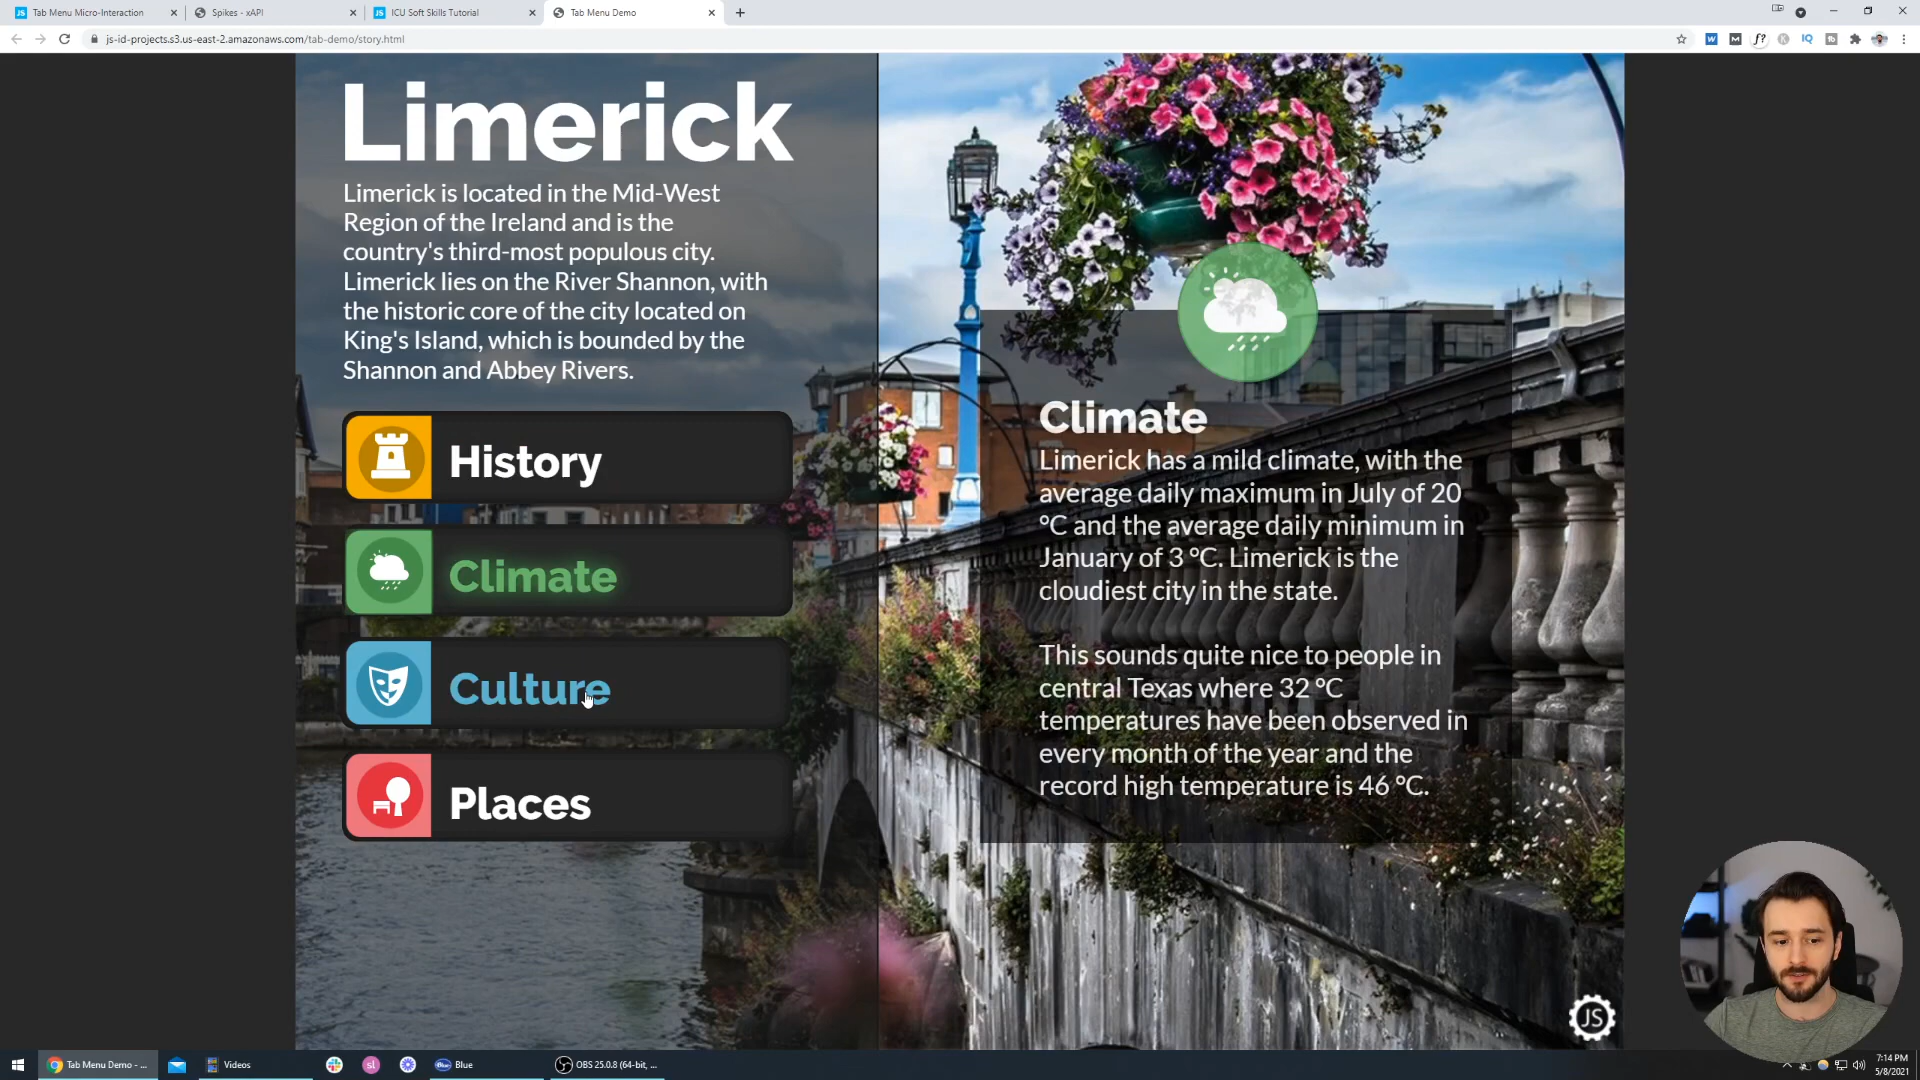 Tab Menu Micro-Interaction
Spikes - xAPI
ICU Soft Skills Tutorial
Tab Menu Demo
js-id-projects.s3.us-east-2.amazonaws.com/tab-demo/story.html
Limerick
Limerick is located in the Mid-West
Region of the Ireland and is the
country's third-most populous city.
Limerick lies on the River Shannon, with
the historic core of the city located on
King's Island, which is bounded by the
Shannon and Abbey Rivers.
History
Climate
Culture
Places
Climate
Limerick has a mild climate, with the
average daily maximum in July of 20
°C and the average daily minimum in
January of 3 °C. Limerick is the
cloudiest city in the state.
This sounds quite nice to people in
central Texas where 32 °C
temperatures have been observed in
every month of the year and the
record high temperature is 46 °C.
JS
Tab Menu Demo - ...
Videos
sl
Blue
OBS 25.0.8 (64-bit, ...
7:14 PM
5/8/2021